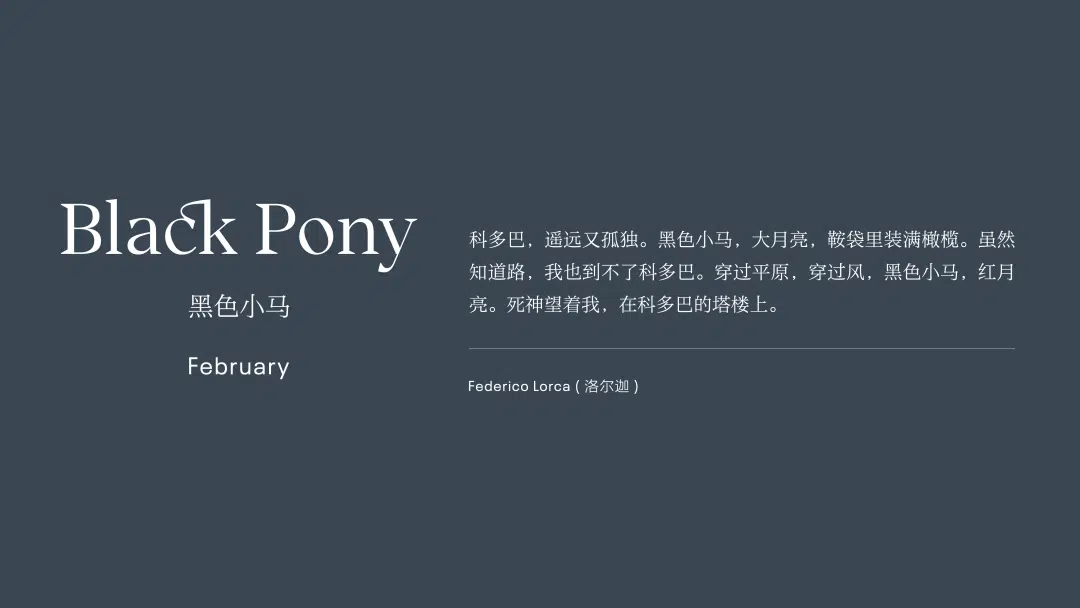 Black Pony
黑色小马
February
科多巴，遥远又孤独。黑色小马，大月亮，鞍袋里装满橄榄。虽然
知道路，我也到不了科多巴。穿过平原，穿过风，黑色小马，红月
亮。死神望着我，在科多巴的塔楼上。
Federico Lorca ( 洛尔迦 )